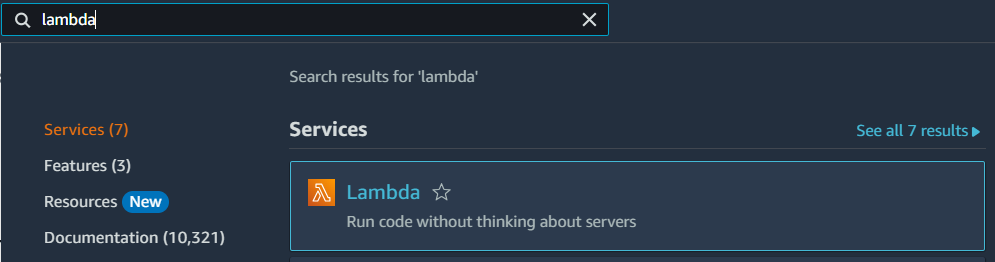 lambda
Search results for 'lambda'
Services (7)
Features (3)
Resources New
Documentation (10,321)
Services
See all 7 results
Lambda
Run code without thinking about servers